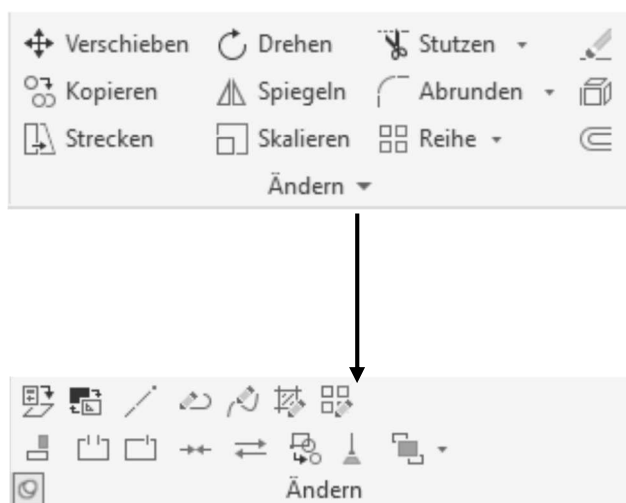 Verschieben Drehen Stutzen
Kopieren Spiegeln Abrunden
Strecken Skalieren Reihe
Ändern
Ändern